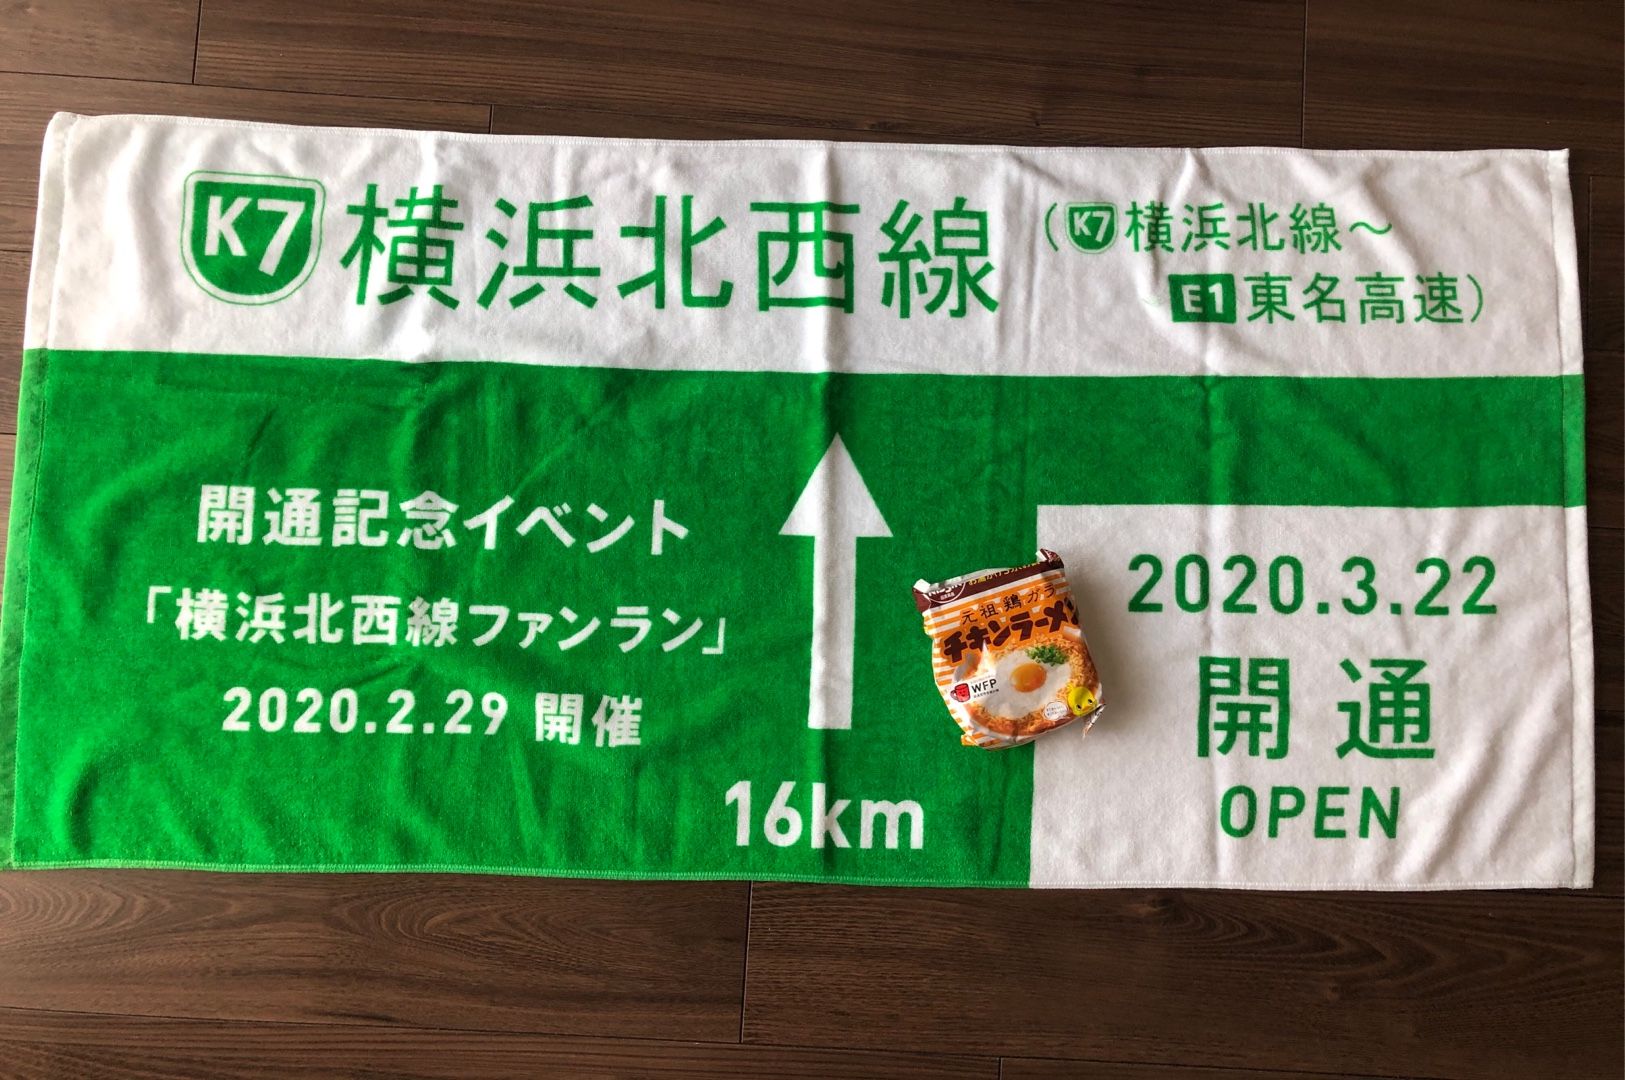 K7 横浜北西線
(K7 横浜北線〜
E1 東名高速)
開通記念イベント
「横浜北西線ファンラン」
2020.2.29 開催
16km
2020.3.22
開通
OPEN
元祖鶏ガラ
チキンラーメン
WFP